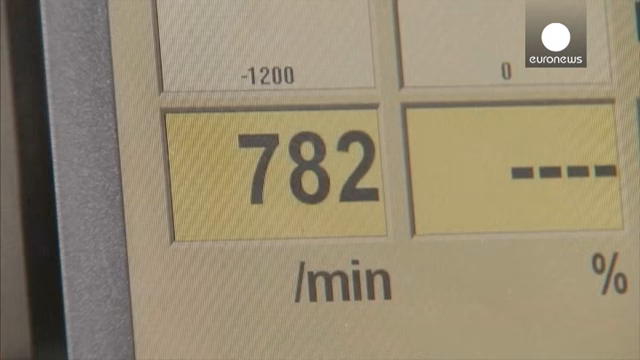 euronews
-1200
0
782
----
/min
%